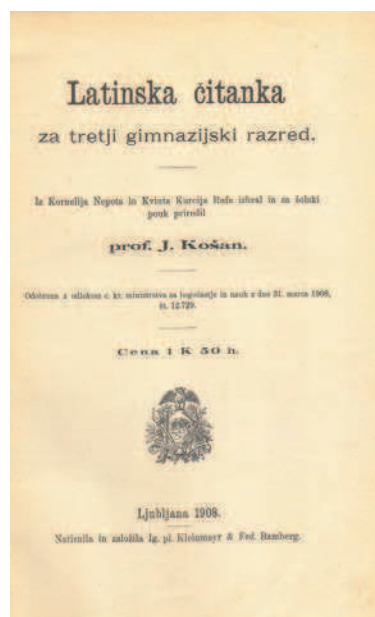 Latinska čitanka
za tretji gimnazijski razred.
Iz Kornelija Nepota in Kvinta Kurcija Rufa izbral in za šolski
pouk priredil
prof. J. Košan.
Odobrena z odlokom c. kr. ministrstva za bogočastje in nauk z dne 31. marca 1908,
št. 12.729.
Cena 1 K 50 h.
Ljubljana 1908.
Natisnila in založila Ig. pl. Kleinmayr & Fed. Bamberg.